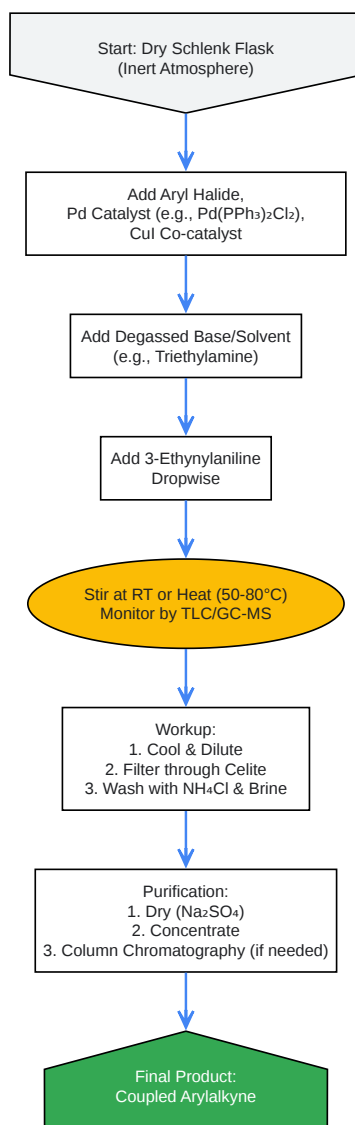 Start: Dry Schlenk Flask
(Inert Atmosphere)
Add Aryl Halide,
Pd Catalyst (e.g., Pd(PPh₃)₂Cl₂),
CuI Co-catalyst
Add Degassed Base/Solvent
(e.g., Triethylamine)
Add 3-Ethynylaniline
Dropwise
Stir at RT or Heat (50-80°C)
Monitor by TLC/GC-MS
Workup:
1. Cool & Dilute
2. Filter through Celite
3. Wash with NH₄Cl & Brine
Purification:
1. Dry (Na₂SO₄)
2. Concentrate
3. Column Chromatography (if needed)
Final Product:
Coupled Arylalkyne